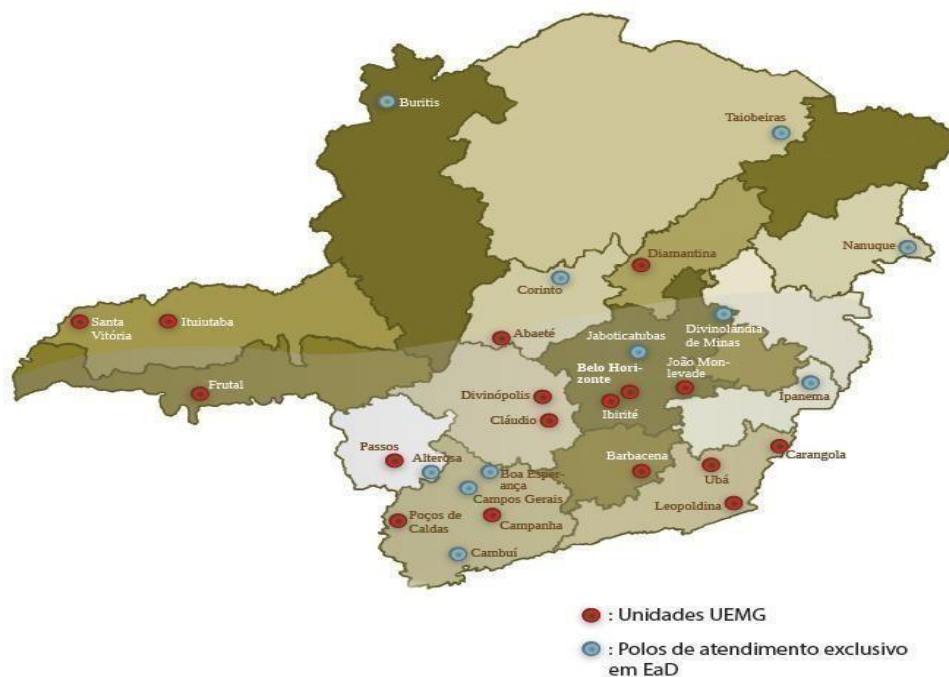 Buritis
Taiobeiras
Nanuque
Diamantina
Corinto
Santa
Vitória
Ituiutaba
Abaeté
Jaboticatubas
Divinolândia
de Minas
Belo Hori-
zonte
João Mon-
levade
Frutal
Divinópolis
Ibirité
Ipanema
Cláudio
Passos
Alterosa
Boa Esper-
ança
Barbacena
Ubá
Carangola
Campos Gerais
Leopoldina
Poços de
Caldas
Campanha
Cambuí
: Unidades UEMG
: Polos de atendimento exclusivo
em EaD